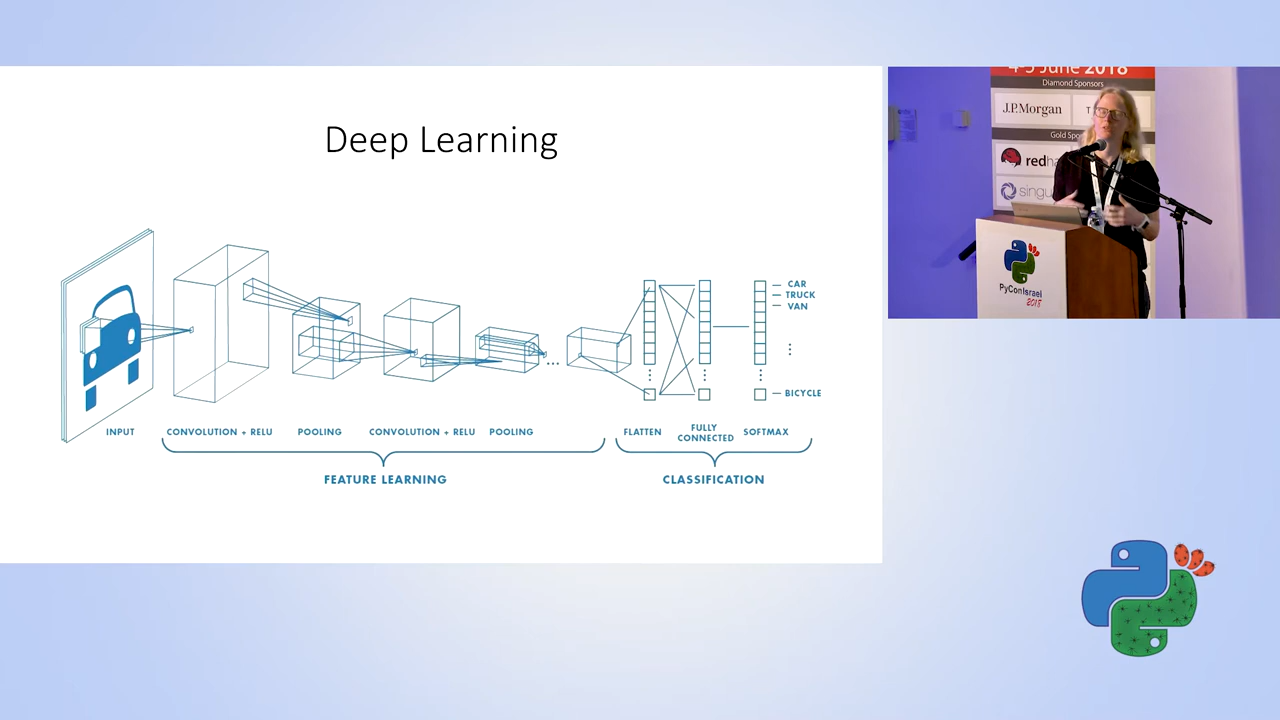 Deep Learning
CAR
TRUCK
VAN
BICYCLE
INPUT
CONVOLUTION + RELU
POOLING
CONVOLUTION + RELU
POOLING
FLATTEN
FULLY
CONNECTED
SOFTMAX
FEATURE LEARNING
CLASSIFICATION
4-5 June 2018
Diamond Sponsors
J.P.Morgan
T
Gold Spo
redha
singu
PyConIsrael
2018